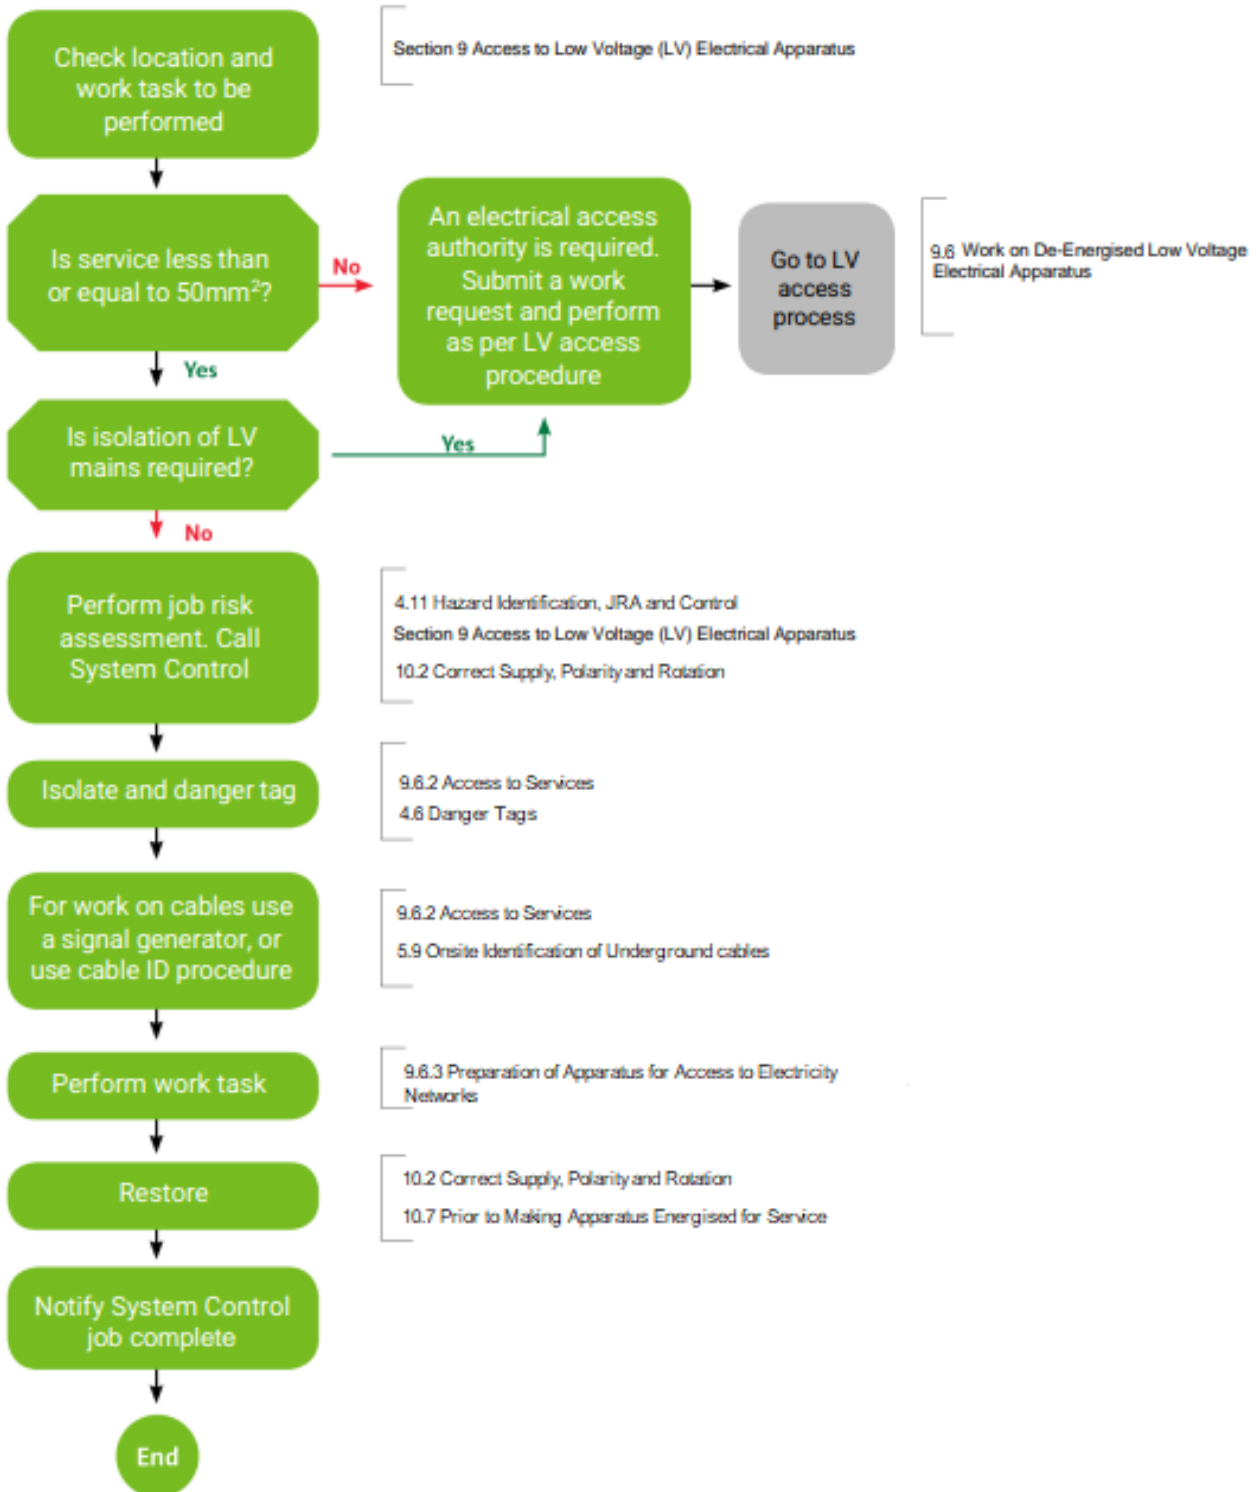 Check location and
work task to be
performed
Section 9 Access to Low Voltage (LV) Electrical Apparatus
Is service less than
or equal to 50mm²?
No
An electrical access
authority is required.
Submit a work
request and perform
as per LV access
procedure
Go to LV
access
process
9.6 Work on De-Energised Low Voltage
Electrical Apparatus
Yes
Is isolation of LV
mains required?
Yes
No
Perform job risk
assessment. Call
System Control
4.11 Hazard Identification, JRA and Control
Section 9 Access to Low Voltage (LV) Electrical Apparatus
10.2 Correct Supply, Polarity and Rotation
Isolate and danger tag
9.6.2 Access to Services
4.6 Danger Tags
For work on cables use
a signal generator, or
use cable ID procedure
9.6.2 Access to Services
5.9 Onsite Identification of Underground cables
Perform work task
9.6.3 Preparation of Apparatus for Access to Electricity
Networks
Restore
10.2 Correct Supply, Polarity and Rotation
10.7 Prior to Making Apparatus Energised for Service
Notify System Control
job complete
End